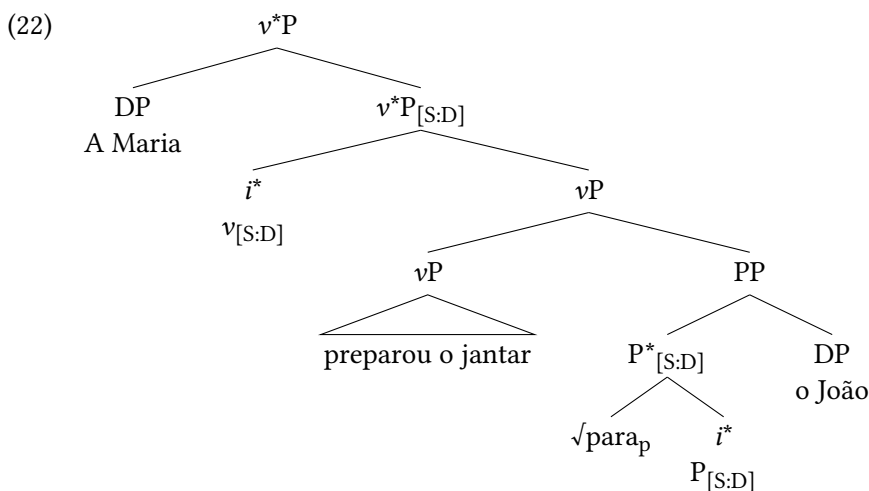 (22) v*P
DP v*P[S:D]
A Maria
i* vP
v[S:D]
vP PP
preparou o jantar P*[S:D] DP
o João
√parap i*
P[S:D]